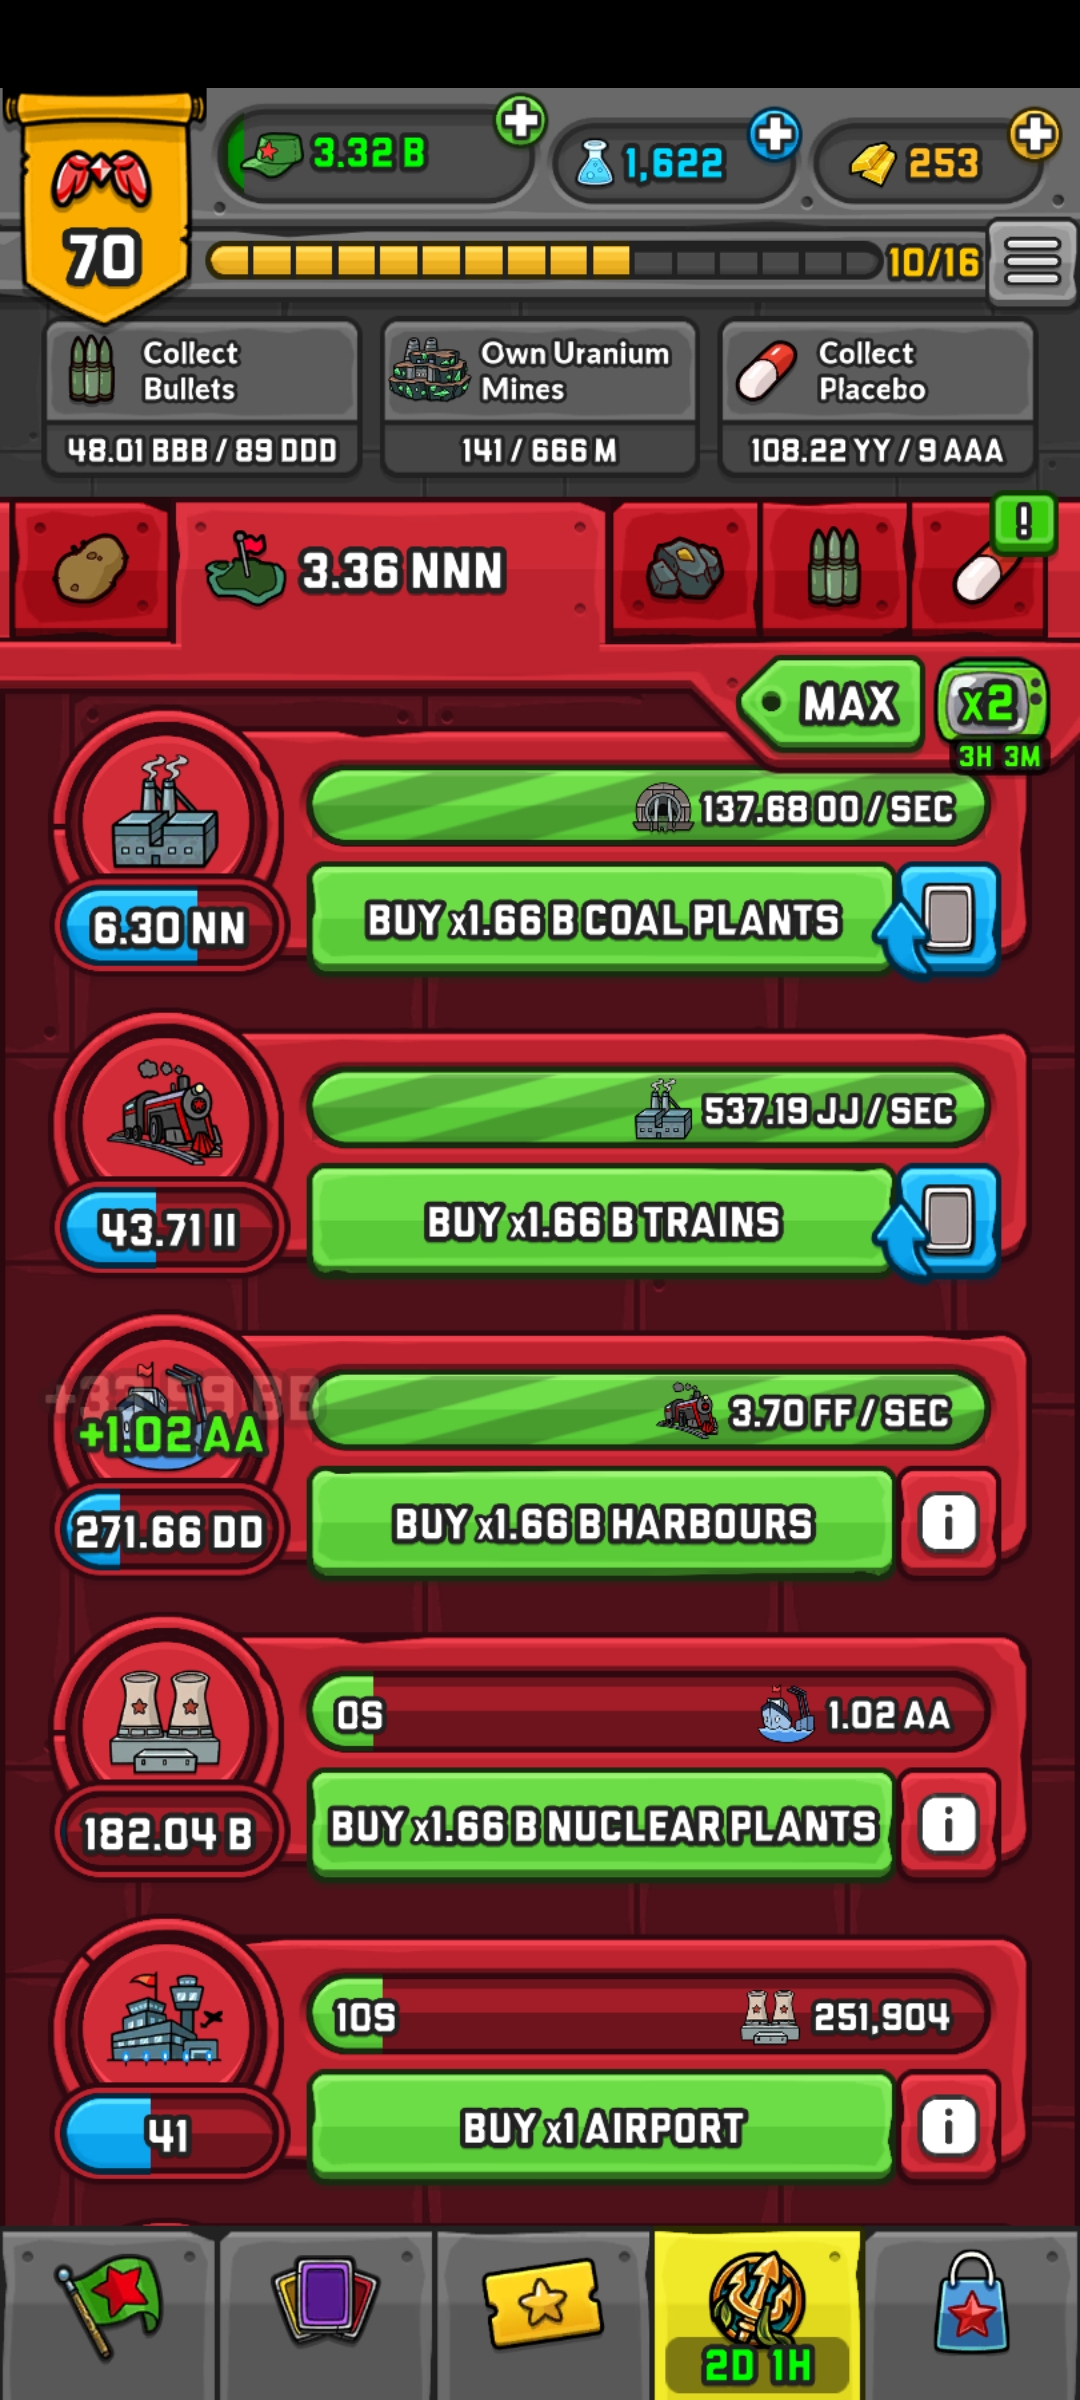 3.32 B
1,622
253
70
10/16
Collect
Bullets
48.01 BBB / 89 DDD
Own Uranium
Mines
141 / 666 M
Collect
Placebo
108.22 YY / 9 AAA
3.36 NNN
!
MAX
x2
3H 3M
137.68 OO / SEC
6.30 NN
BUY x1.66 B COAL PLANTS
537.19 JJ / SEC
43.71 II
BUY x1.66 B TRAINS
+33.59 BB
+1.02 AA
3.70 FF / SEC
271.66 DD
BUY x1.66 B HARBOURS
i
0S
1.02 AA
182.04 B
BUY x1.66 B NUCLEAR PLANTS
i
10S
251,904
41
BUY x1 AIRPORT
i
2D 1H